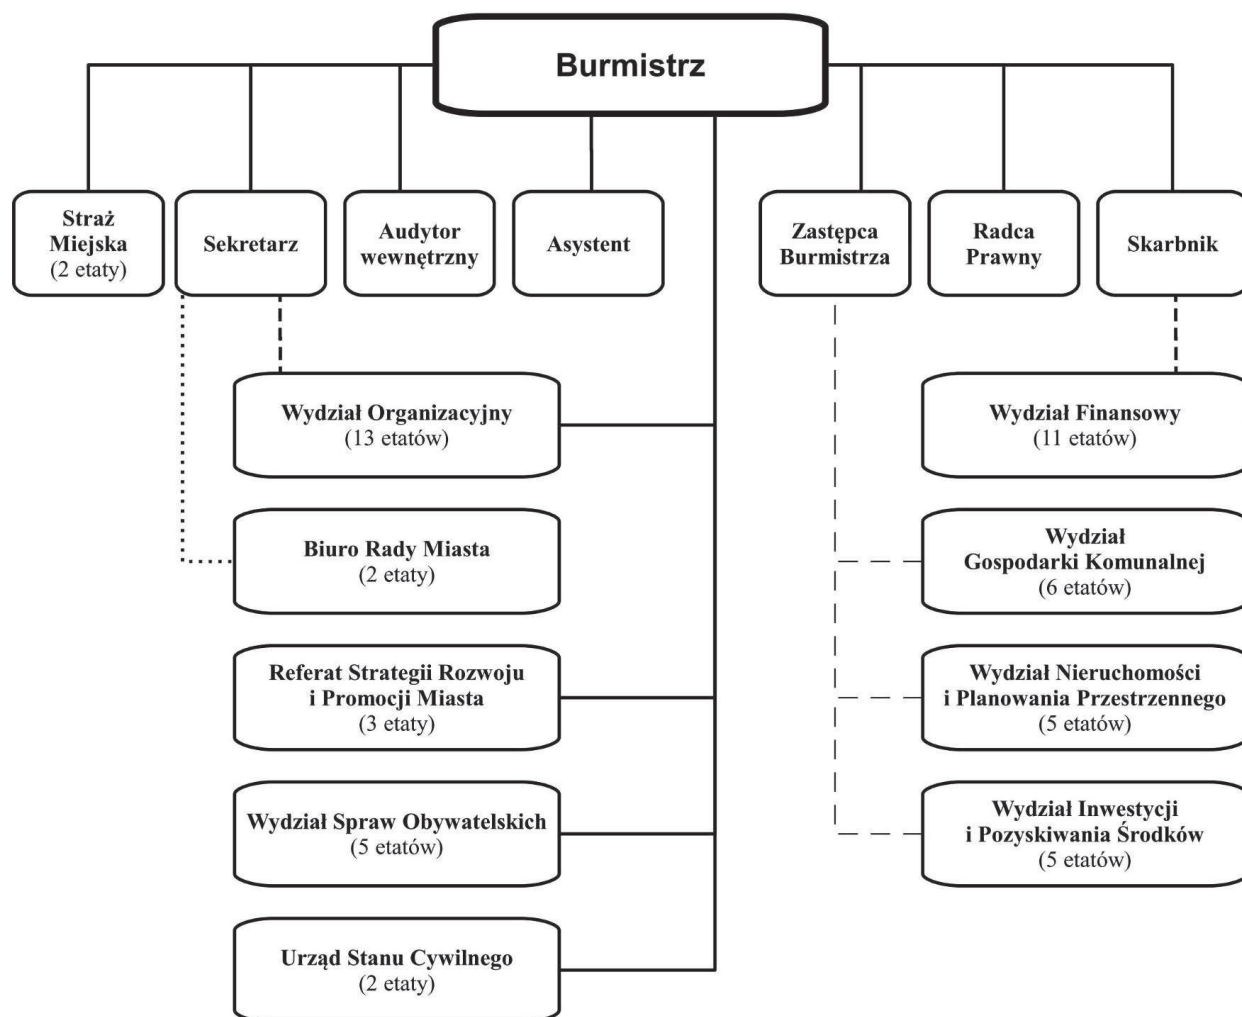 Burmistrz
Straż
Miejska
(2 etaty)
Sekretarz
Audytor
wewnętrzny
Asystent
Zastępca
Burmistrza
Radca
Prawny
Skarbnik
Wydział Organizacyjny
(13 etatów)
Wydział Finansowy
(11 etatów)
Biuro Rady Miasta
(2 etaty)
Wydział
Gospodarki Komunalnej
(6 etatów)
Referat Strategii Rozwoju
i Promocji Miasta
(3 etaty)
Wydział Nieruchomości
i Planowania Przestrzennego
(5 etatów)
Wydział Spraw Obywatelskich
(5 etatów)
Wydział Inwestycji
i Pozyskiwania Środków
(5 etatów)
Urząd Stanu Cywilnego
(2 etaty)